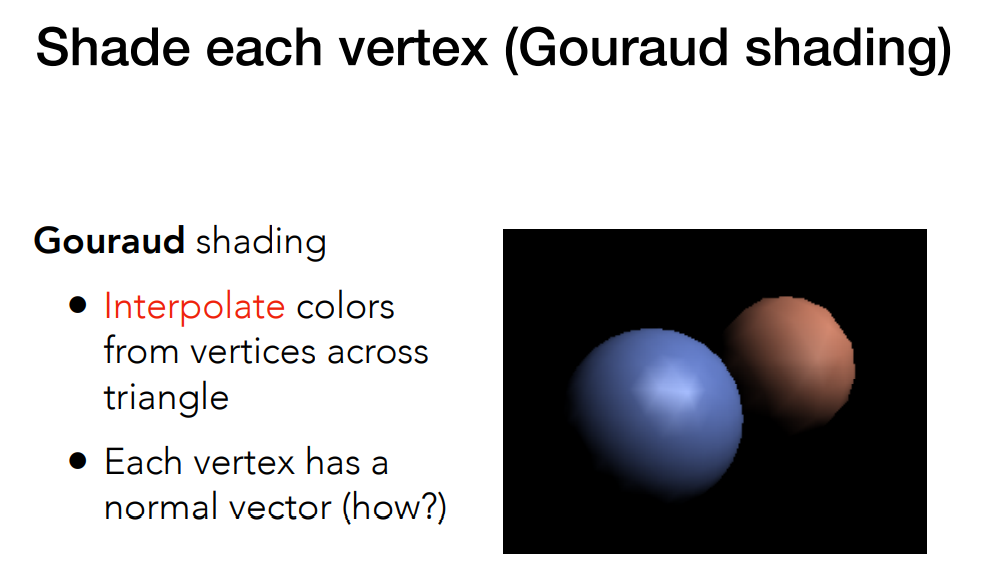 Shade each vertex (Gouraud shading)
Gouraud shading
• Interpolate colors
from vertices across
triangle
• Each vertex has a
normal vector (how?)